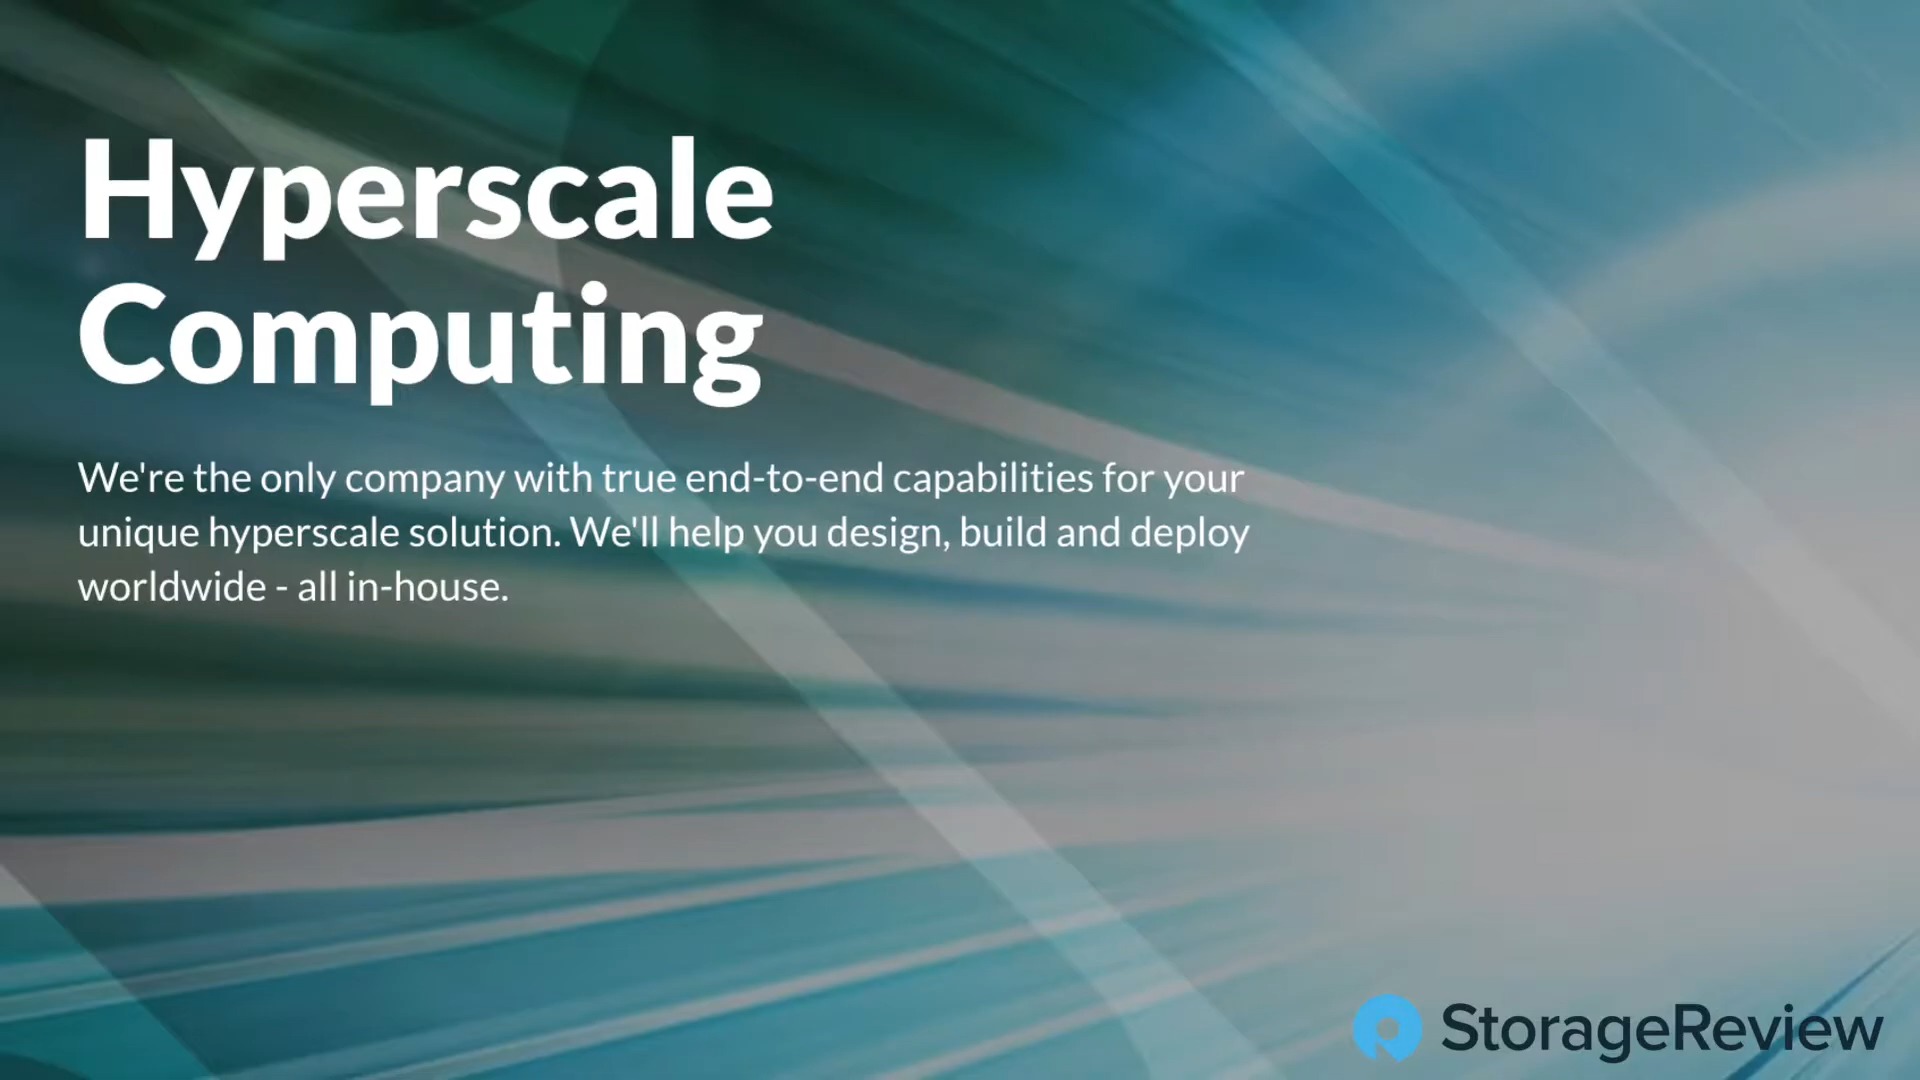 Hyperscale
Computing
We're the only company with true end-to-end capabilities for your
unique hyperscale solution. We'll help you design, build and deploy
worldwide - all in-house.
StorageReview